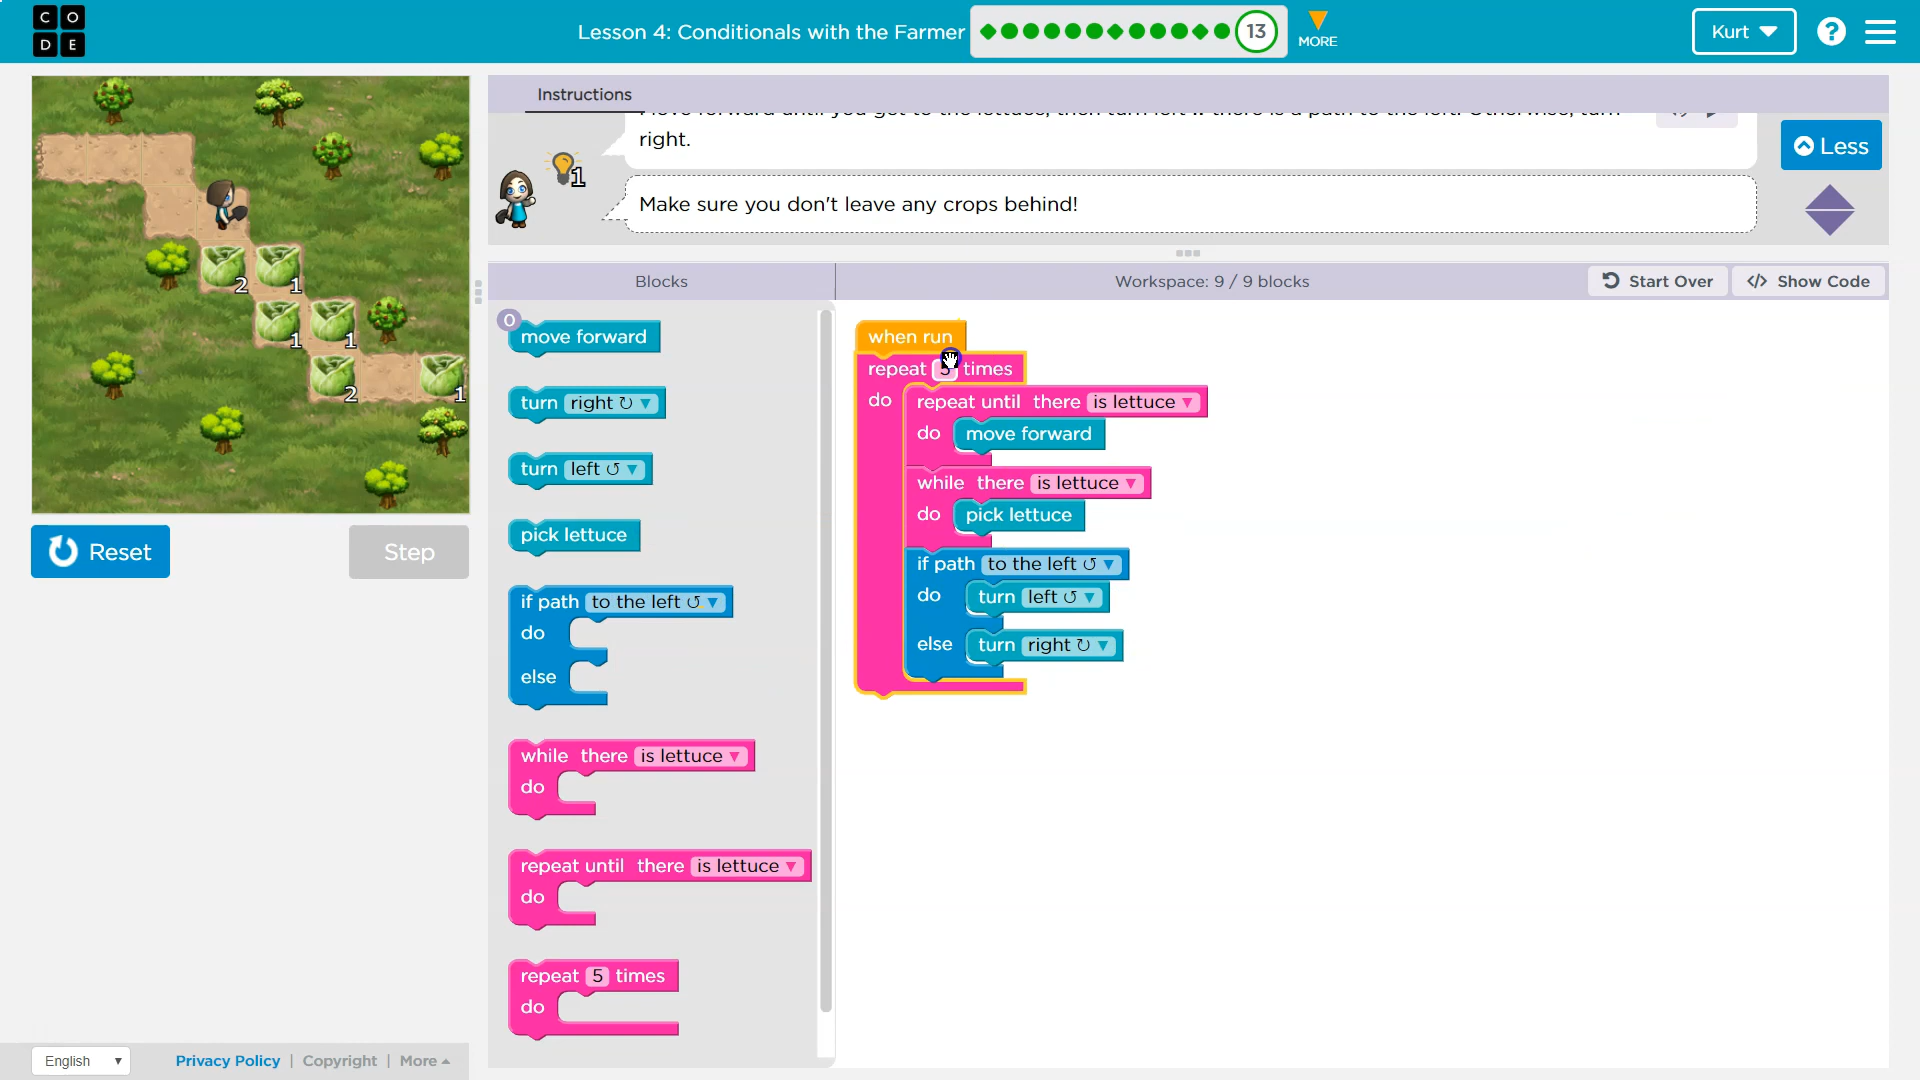 C O
D E
Lesson 4: Conditionals with the Farmer
13
MORE
Kurt
?
Instructions
right.
1
Make sure you don't leave any crops behind!
Less
2
1
1
1
2
1
Reset
Step
Blocks
Workspace: 9 / 9 blocks
Start Over
</> Show Code
0
move forward
turn right ↻ ▼
turn left ↺ ▼
pick lettuce
if path to the left ↺ ▼
do
else
while there is lettuce ▼
do
repeat until there is lettuce ▼
do
repeat 5 times
do
when run
repeat 5 times
do
repeat until there is lettuce ▼
do move forward
while there is lettuce ▼
do pick lettuce
if path to the left ↺ ▼
do turn left ↺ ▼
else turn right ↻ ▼
English ▼
Privacy Policy | Copyright | More